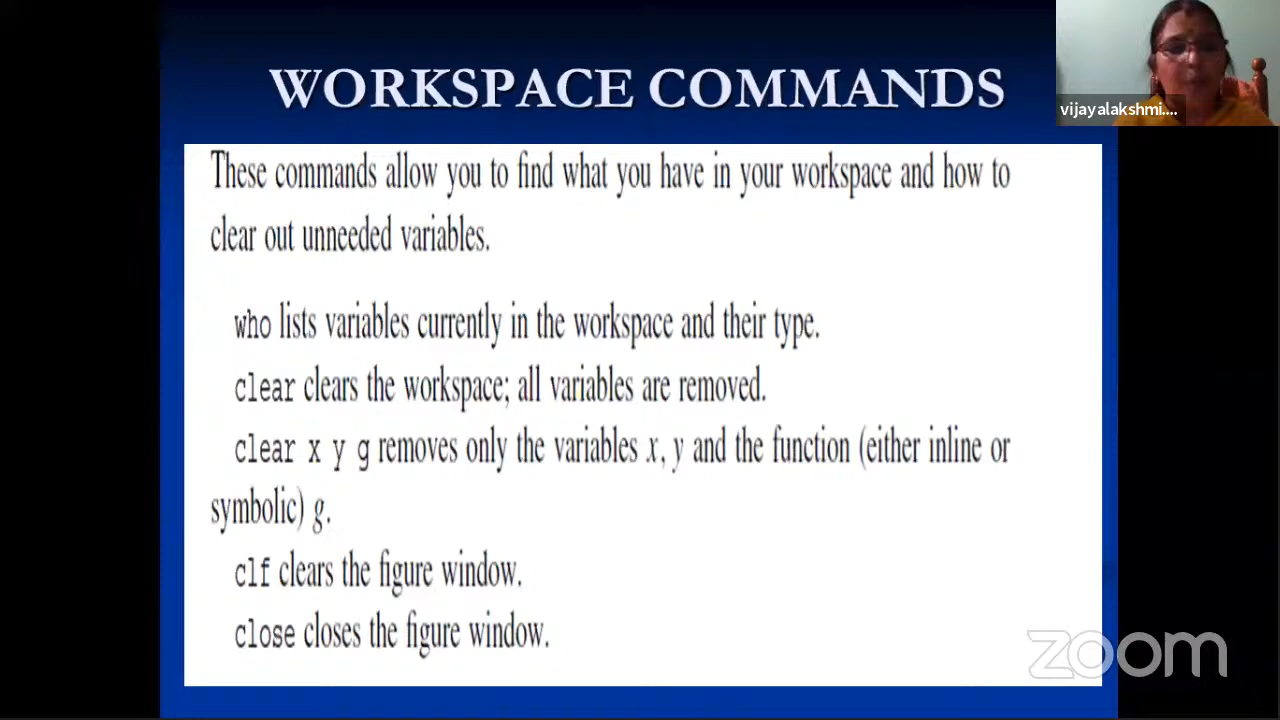 WORKSPACE COMMANDS
vijayalakshmi....
These commands allow you to find what you have in your workspace and how to
clear out unneeded variables.
who lists variables currently in the workspace and their type.
clear clears the workspace; all variables are removed.
clear x y g removes only the variables x, y and the function (either inline or
symbolic) g.
clf clears the figure window.
close closes the figure window.
zoom